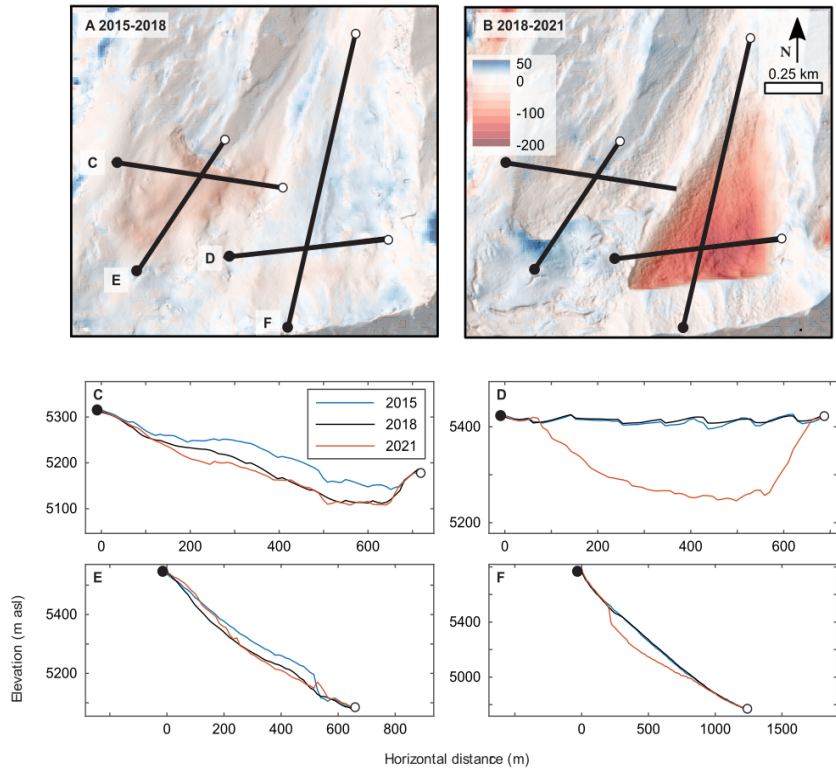 A 2015-2018
C
E
D
F
B 2018-2021
50
0
-100
-200
N
0.25 km
C
2015
2018
2021
5300
5200
5100
0 200 400 600
D
5400
5200
0 200 400 600
E
5400
5200
0 200 400 600 800
F
5400
5000
0 500 1000 1500
Elevation (m asl)
Horizontal distance (m)